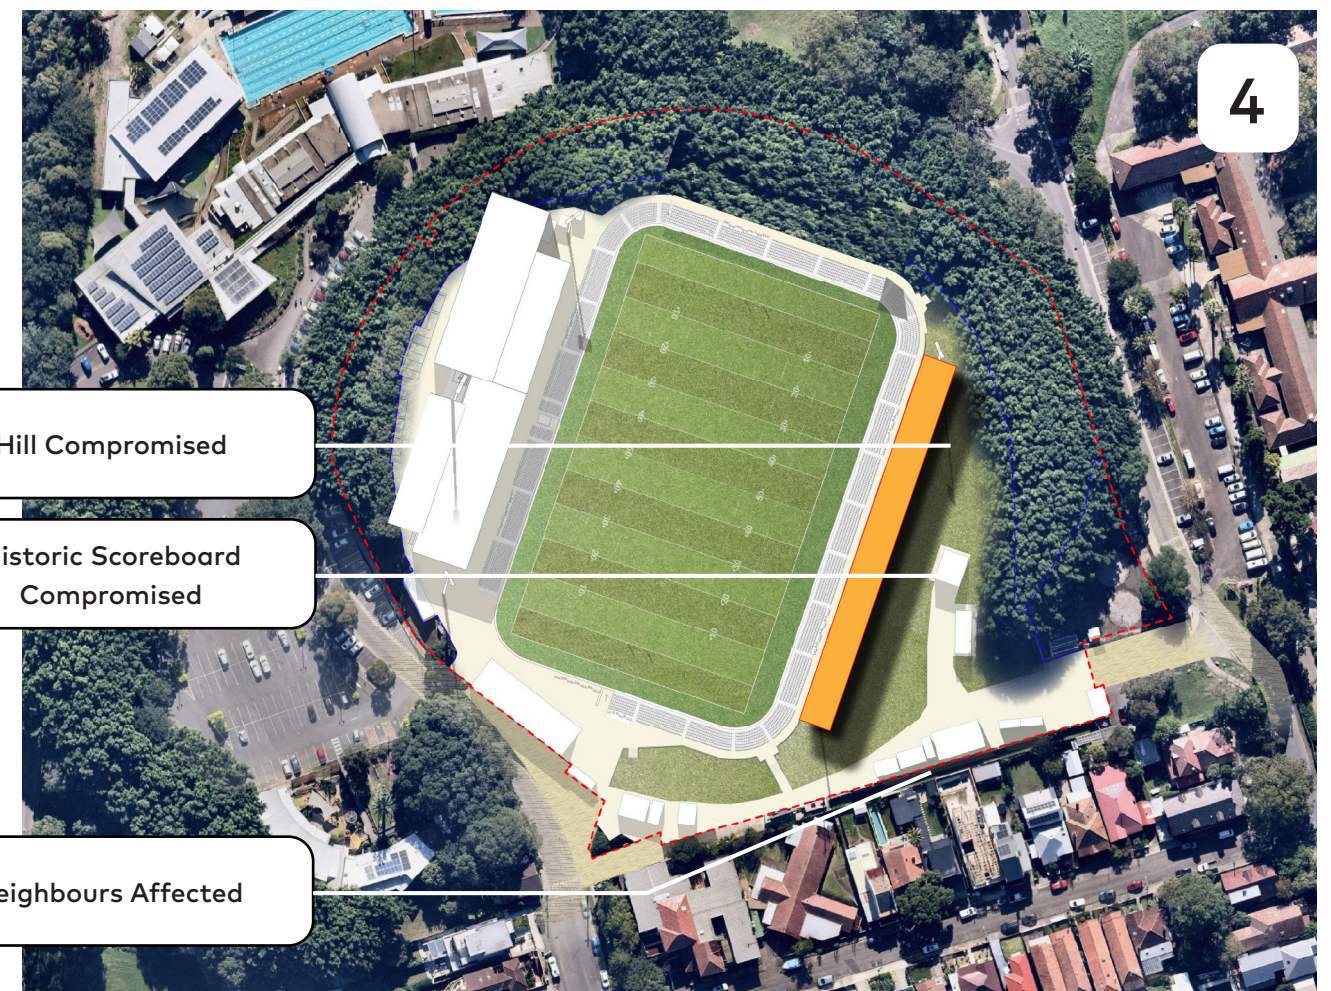 4
Hill Compromised
istoric Scoreboard
Compromised
eighbours Affected